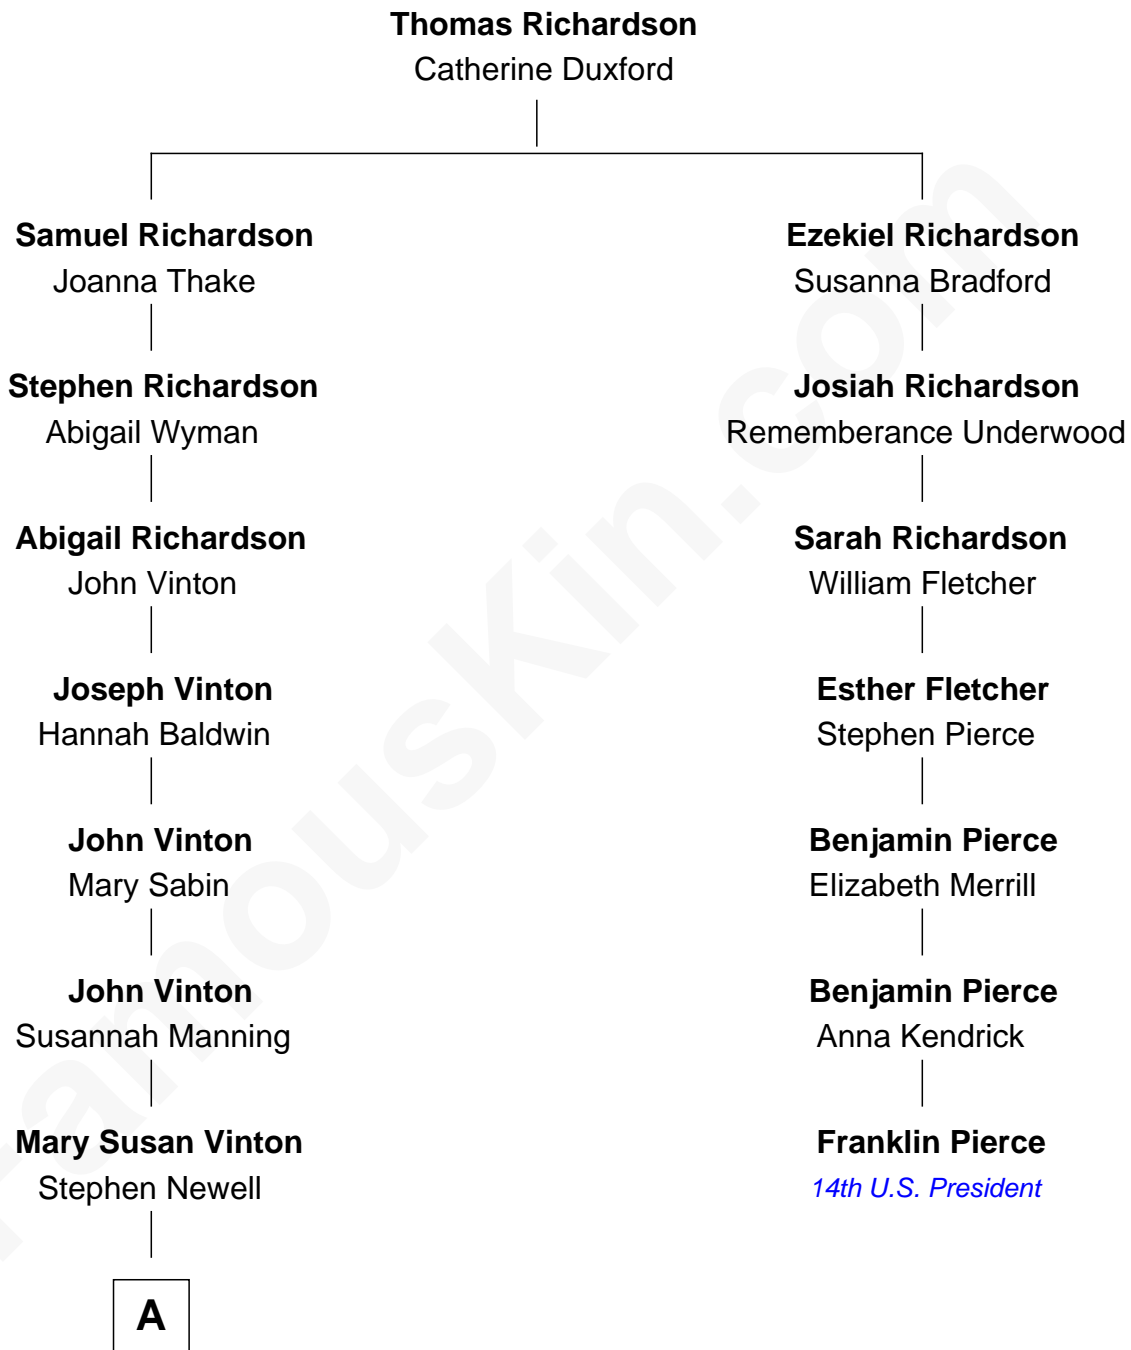 Thomas Richardson
Catherine Duxford
Samuel Richardson
Joanna Thake
Ezekiel Richardson
Susanna Bradford
Stephen Richardson
Abigail Wyman
Josiah Richardson
Rememberance Underwood
Abigail Richardson
John Vinton
Sarah Richardson
William Fletcher
Joseph Vinton
Hannah Baldwin
Esther Fletcher
Stephen Pierce
John Vinton
Mary Sabin
Benjamin Pierce
Elizabeth Merrill
John Vinton
Susannah Manning
Benjamin Pierce
Anna Kendrick
Mary Susan Vinton
Stephen Newell
Franklin Pierce
14th U.S. President
A
FamousKin.com